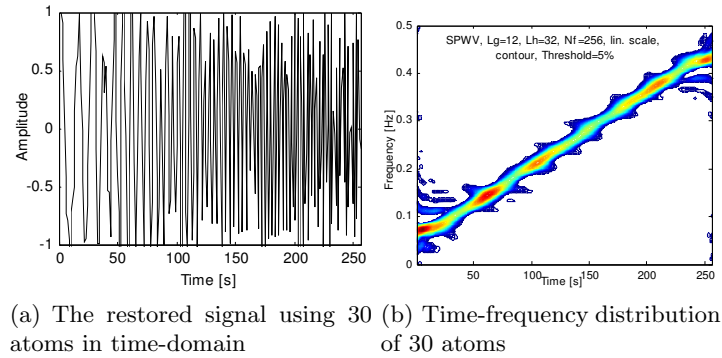 1
0.5
0
-0.5
-1
Amplitude
0 50 100 150 200 250
Time [s]
SPWV, Lg=12, Lh=32, Nf=256, lin. scale,
contour, Threshold=5%
0.5
0.4
0.3
0.2
0.1
0
Frequency [Hz]
50 100 150 200 250
Time [s]
(a) The restored signal using 30 atoms in time-domain
(b) Time-frequency distribution of 30 atoms